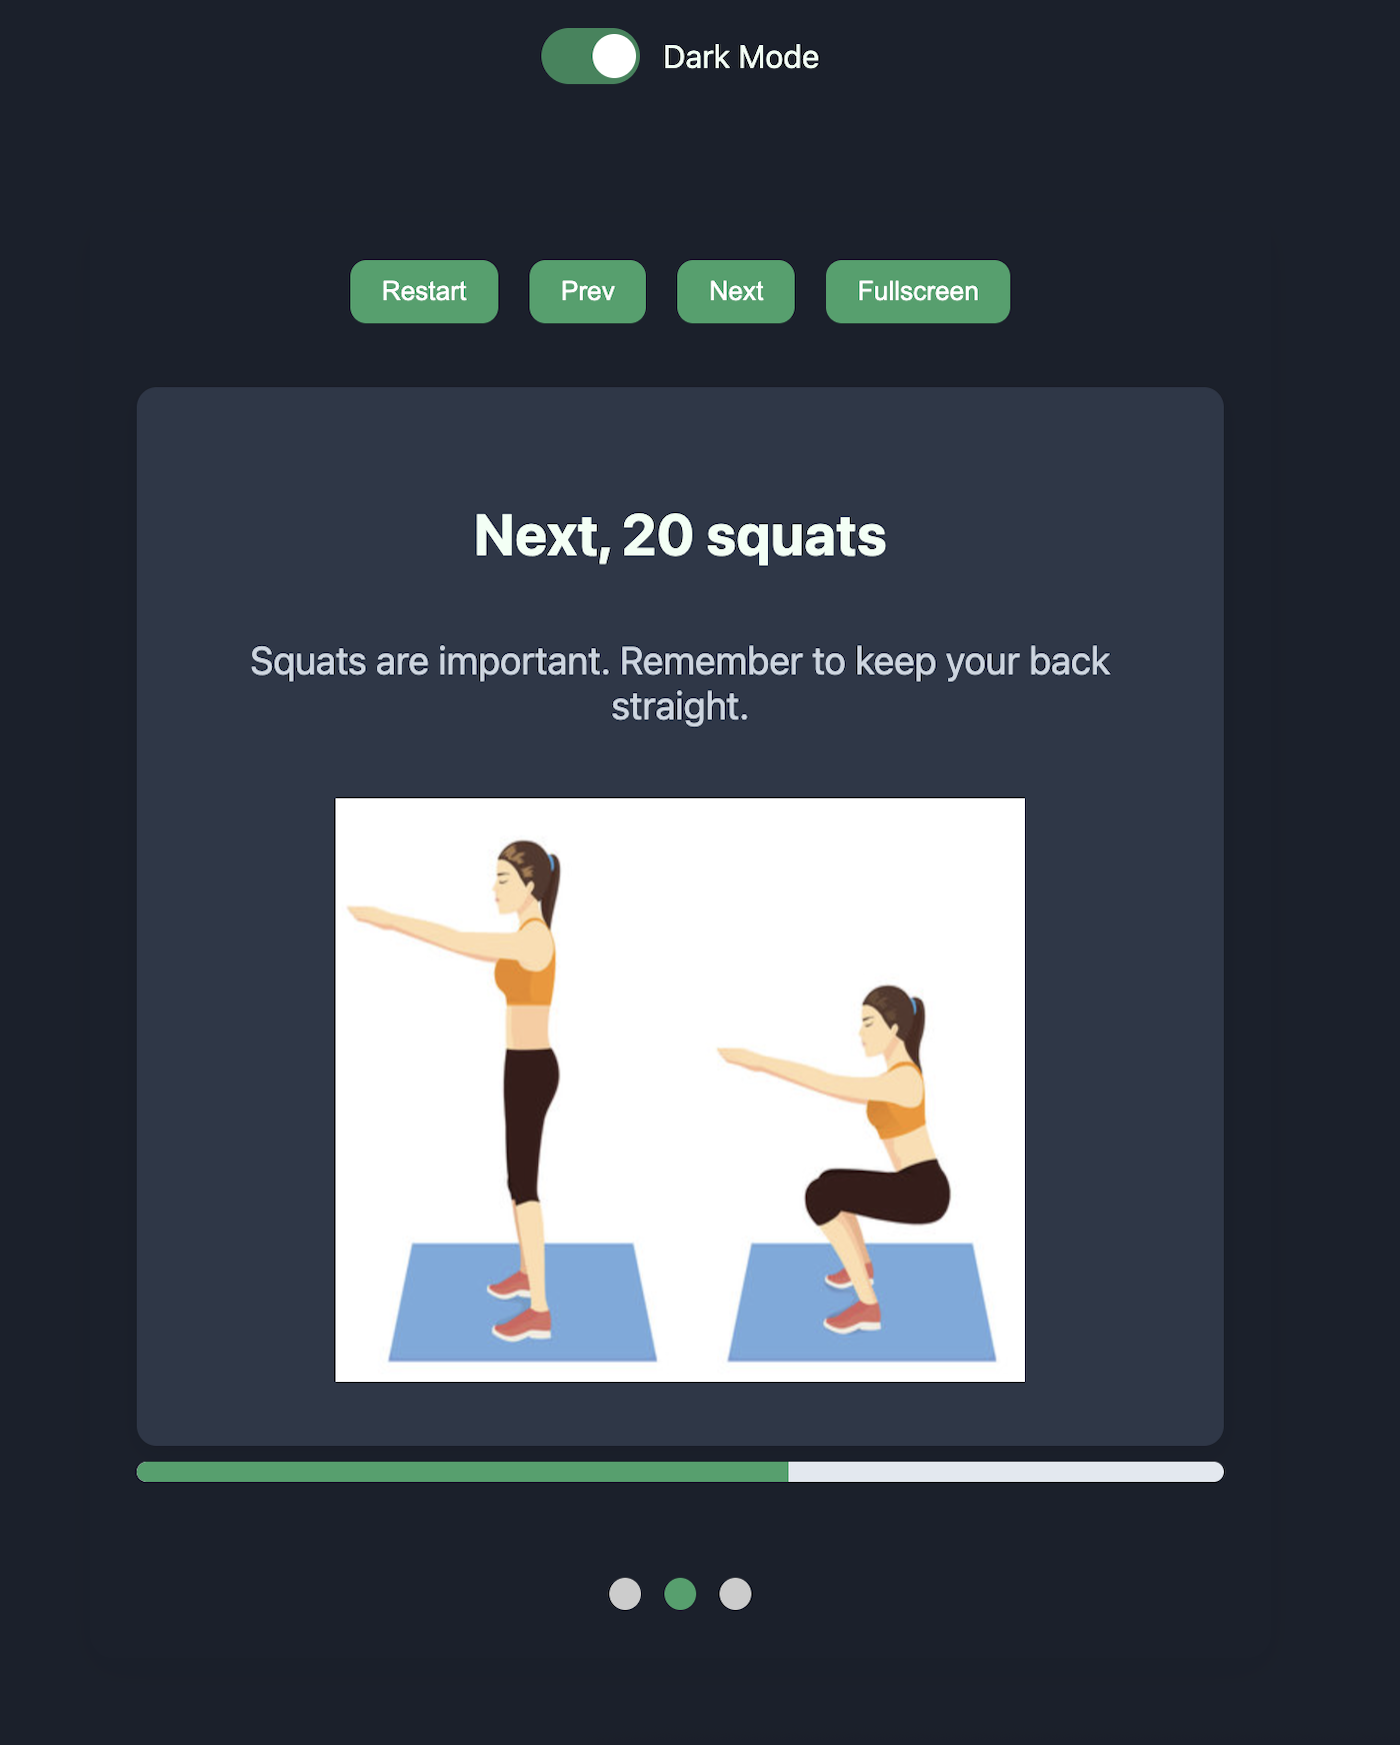 Dark Mode
Restart Prev Next Fullscreen
Next, 20 squats
Squats are important. Remember to keep your back
straight.